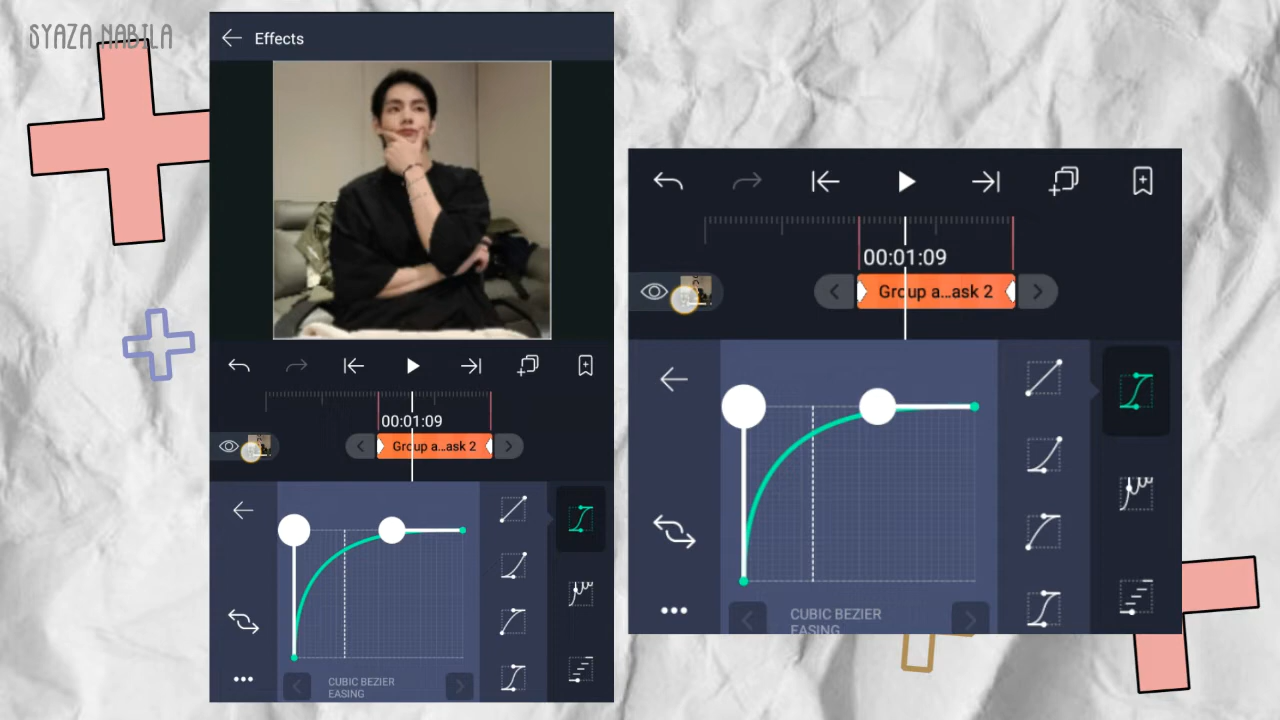 SYAZA NABILA
Effects
00:01:09
Group a...ask 2
CUBIC BEZIER
EASING
00:01:09
Group a...ask 2
CUBIC BEZIER
EASING